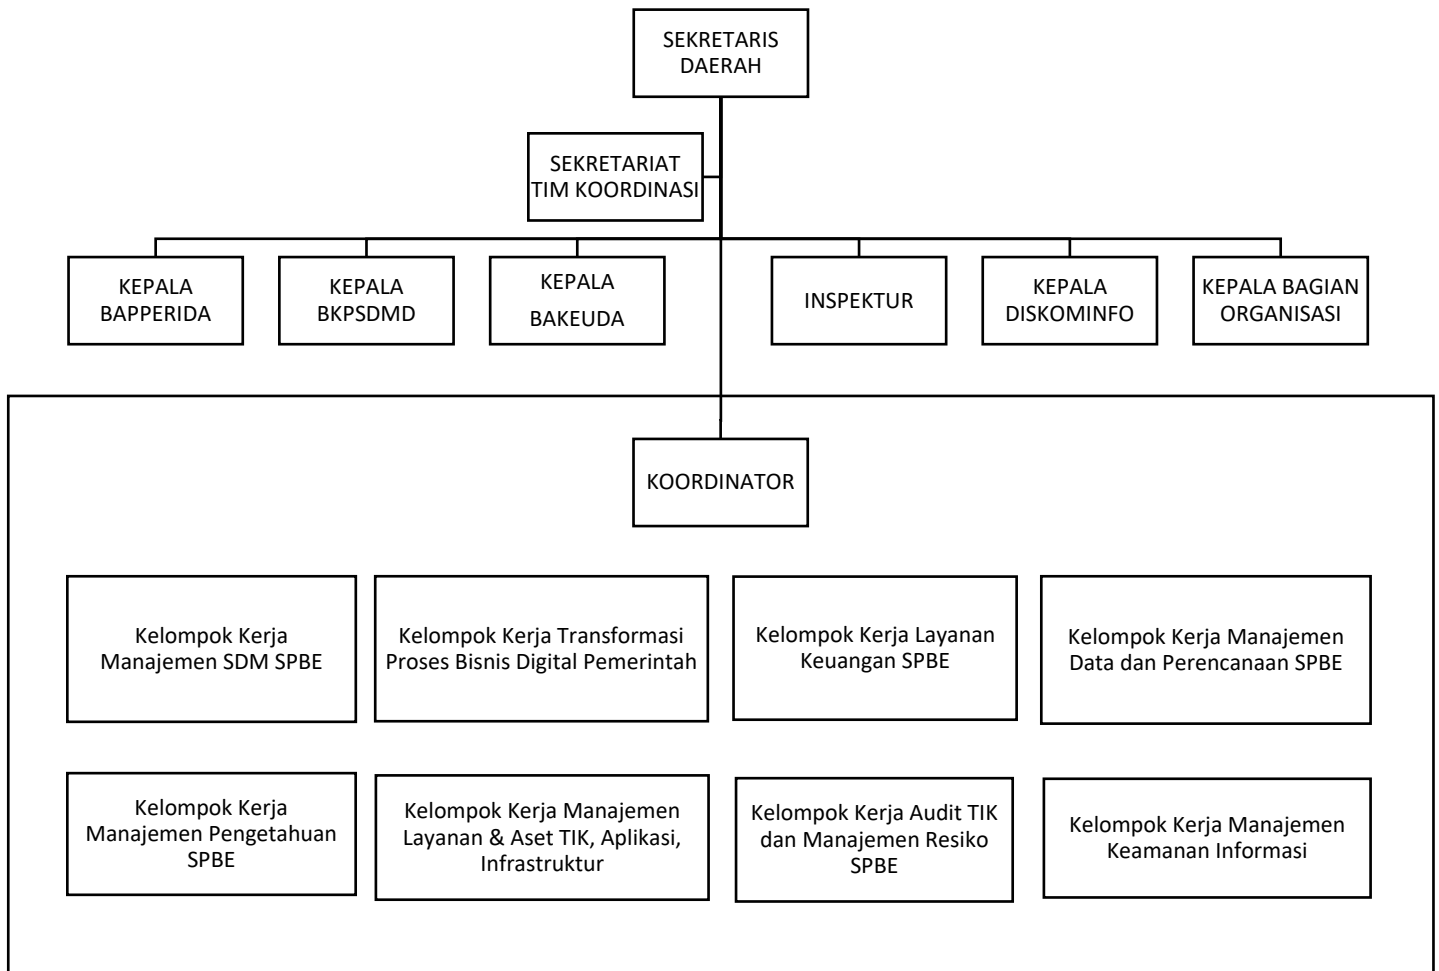 SEKRETARIS
DAERAH
SEKRETARIAT
TIM KOORDINASI
KEPALA
BAPPERIDA
KEPALA
BKPSDMD
KEPALA
BAKEUDA
INSPEKTUR
KEPALA
DISKOMINFO
KEPALA BAGIAN
ORGANISASI
KOORDINATOR
Kelompok Kerja
Manajemen SDM SPBE
Kelompok Kerja Transformasi
Proses Bisnis Digital Pemerintah
Kelompok Kerja Layanan
Keuangan SPBE
Kelompok Kerja Manajemen
Data dan Perencanaan SPBE
Kelompok Kerja
Manajemen Pengetahuan
SPBE
Kelompok Kerja Manajemen
Layanan & Aset TIK, Aplikasi,
Infrastruktur
Kelompok Kerja Audit TIK
dan Manajemen Resiko
SPBE
Kelompok Kerja Manajemen
Keamanan Informasi